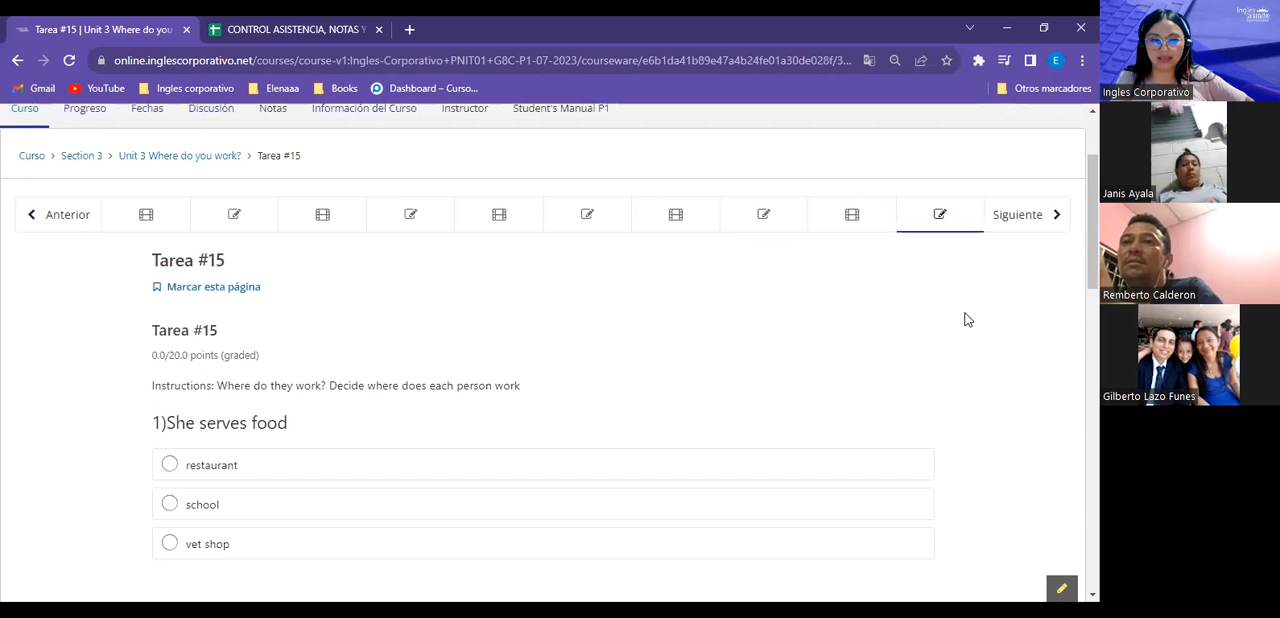 Tarea #15 | Unit 3 Where do you
CONTROL ASISTENCIA, NOTAS Y
online.inglescorporativo.net/courses/course-v1:Ingles-Corporativo+PNIT01+G8C-P1-07-2023/courseware/e6b1da41b89e47a4b24fe01a30de028f/3...
E
Gmail
YouTube
Ingles corporativo
Elenaaa
Books
Dashboard – Curso...
Otros marcadores
Curso
Progreso
Fechas
Discusión
Notas
Información del Curso
Instructor
Student's Manual P1
Curso > Section 3 > Unit 3 Where do you work? > Tarea #15
Anterior
Siguiente
Tarea #15
Marcar esta página
Tarea #15
0.0/20.0 points (graded)
Instructions: Where do they work? Decide where does each person work
1)She serves food
restaurant
school
vet shop
Ingles Corporativo
Janis Ayala
Remberto Calderon
Gilberto Lazo Funes